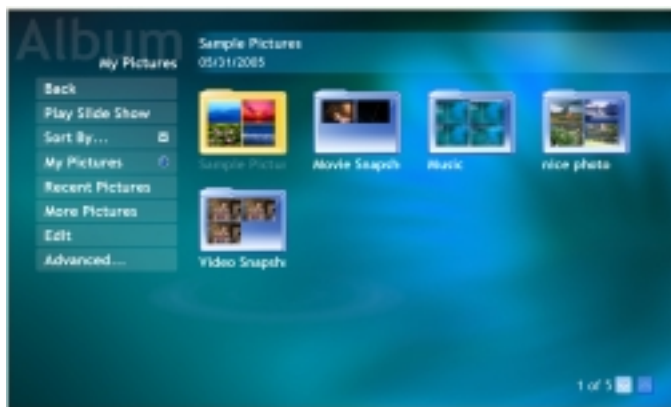 Album
My Pictures
Sample Pictures
05/31/2005
Back
Play Slide Show
Sort By...
My Pictures
Recent Pictures
More Pictures
Edit
Advanced...
Sample Pictu
Movie Snapsh
Music
nice photo
Video Snapsh
1 of 5